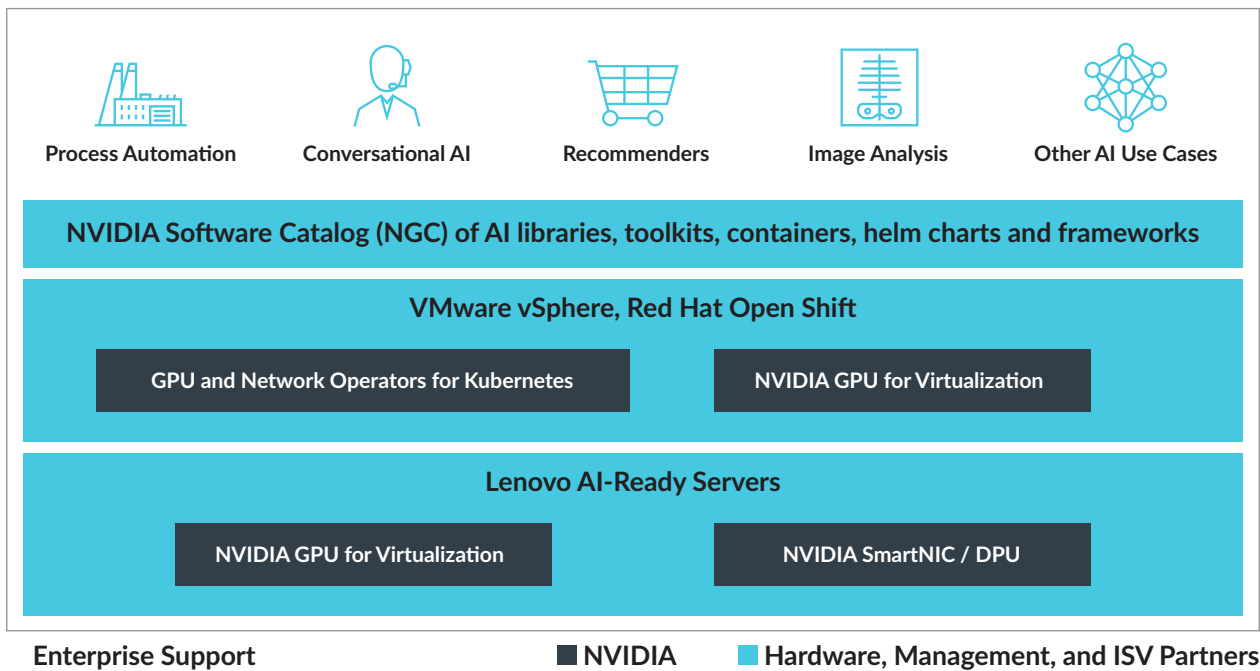 Process Automation
Conversational AI
Recommenders
Image Analysis
Other AI Use Cases
NVIDIA Software Catalog (NGC) of AI libraries, toolkits, containers, helm charts and frameworks
VMware vSphere, Red Hat Open Shift
GPU and Network Operators for Kubernetes
NVIDIA GPU for Virtualization
Lenovo AI-Ready Servers
NVIDIA GPU for Virtualization
NVIDIA SmartNIC / DPU
Enterprise Support
NVIDIA
Hardware, Management, and ISV Partners